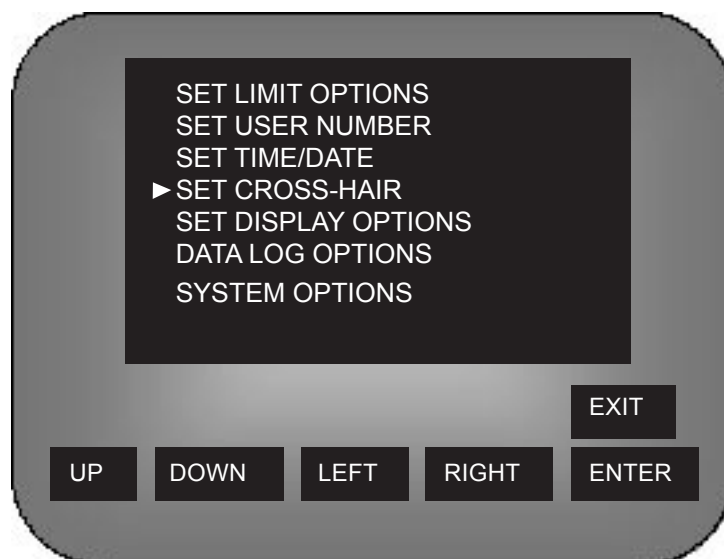 SET LIMIT OPTIONS
SET USER NUMBER
SET TIME/DATE
SET CROSS-HAIR
SET DISPLAY OPTIONS
DATA LOG OPTIONS
SYSTEM OPTIONS
EXIT
UP DOWN LEFT RIGHT ENTER